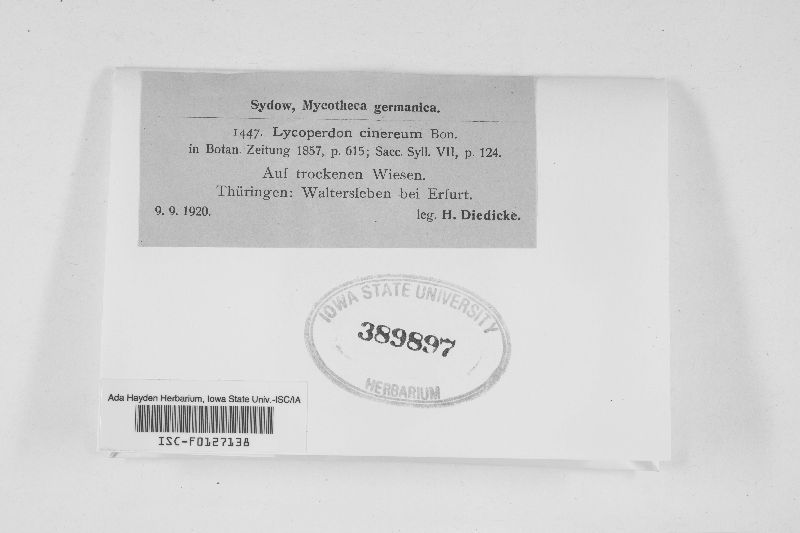 Sydow, Mycotheca germanica.
1447. Lycoperdon cinereum Bon.
in Botan. Zeitung 1857, p. 615; Sacc. Syll. VII, p. 124.
Auf trockenen Wiesen.
Thüringen: Waltersleben bei Erfurt.
9. 9. 1920. leg. H. Diedicke.
IOWA STATE UNIVERSITY
389897
HERBARIUM
Ada Hayden Herbarium, Iowa State Univ.-ISC/IA
ISC-F0127138